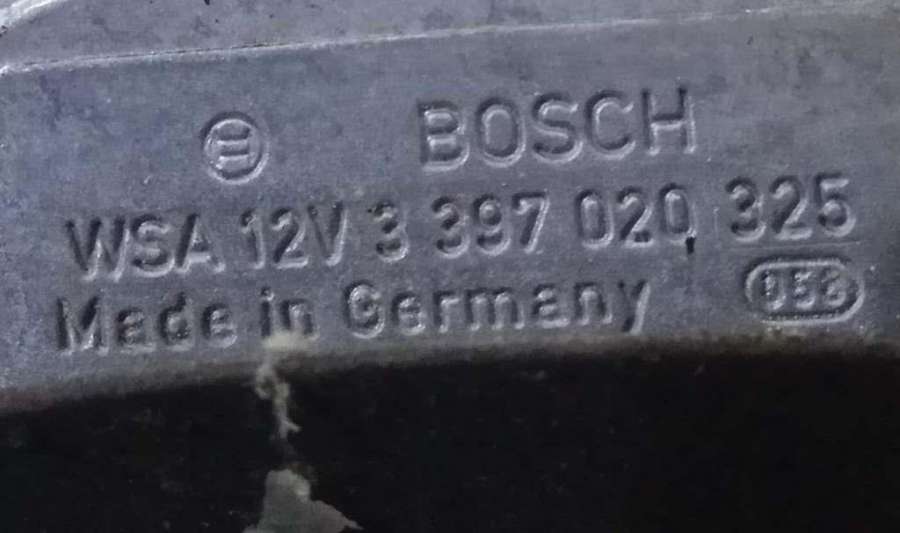 BOSCH
WSA 12V 3 397 020 325
Made in Germany